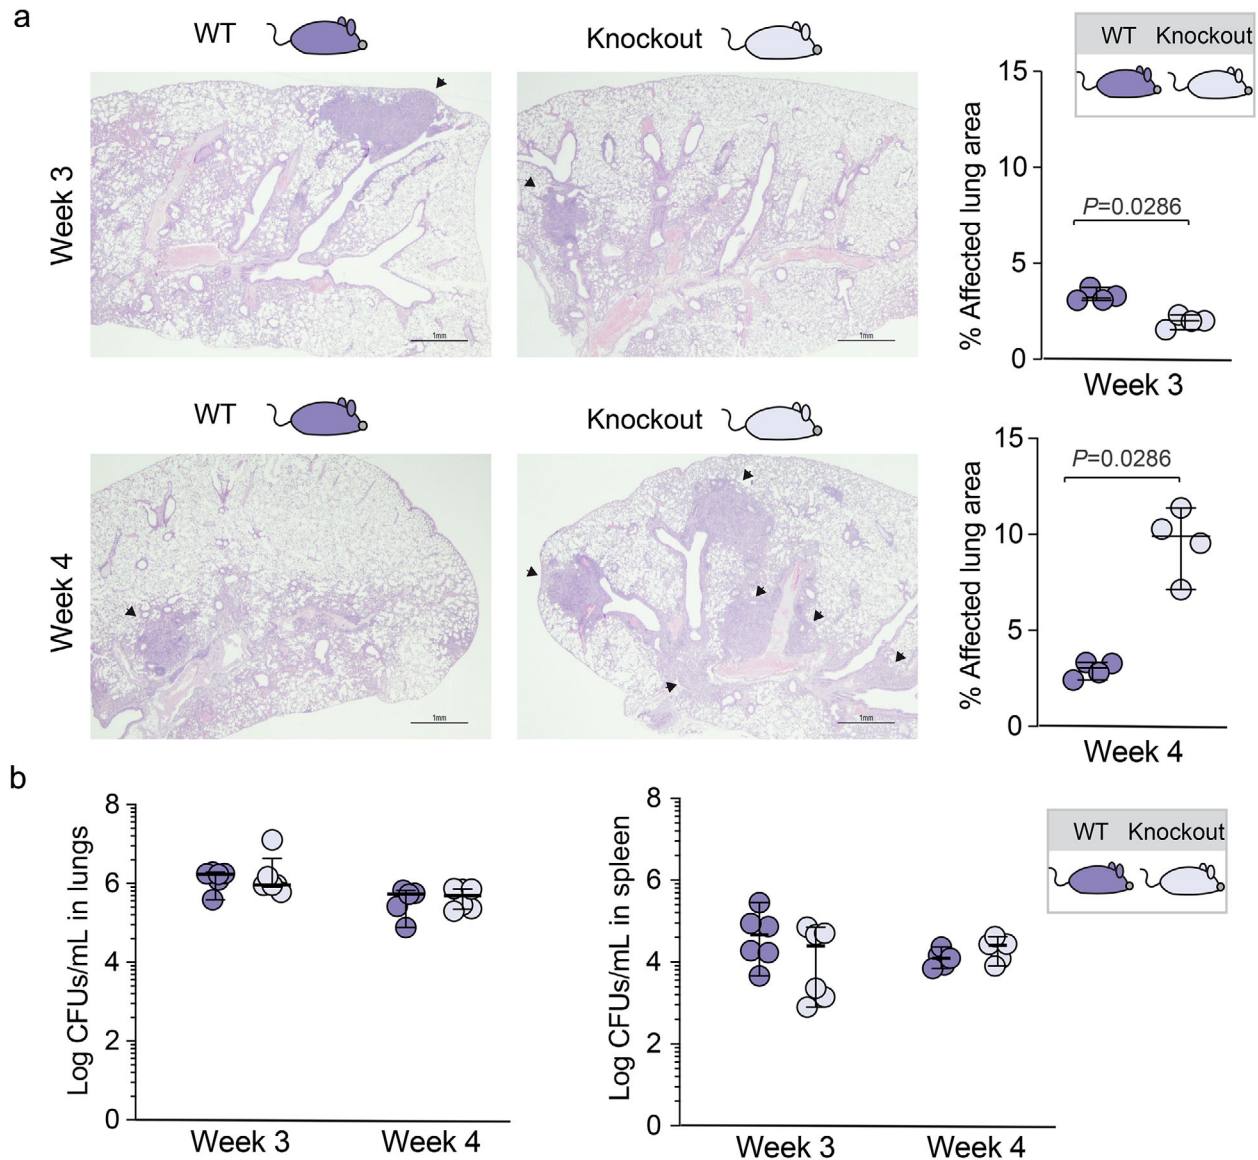 a
WT
Knockout
WT Knockout
Week 3
1mm
1mm
% Affected lung area
15
10
5
0
P=0.0286
Week 3
WT
Knockout
Week 4
1mm
1mm
% Affected lung area
15
10
5
0
P=0.0286
Week 4
b
Log CFUs/mL in lungs
8
6
4
2
0
Week 3
Week 4
Log CFUs/mL in spleen
8
6
4
2
0
Week 3
Week 4
WT Knockout